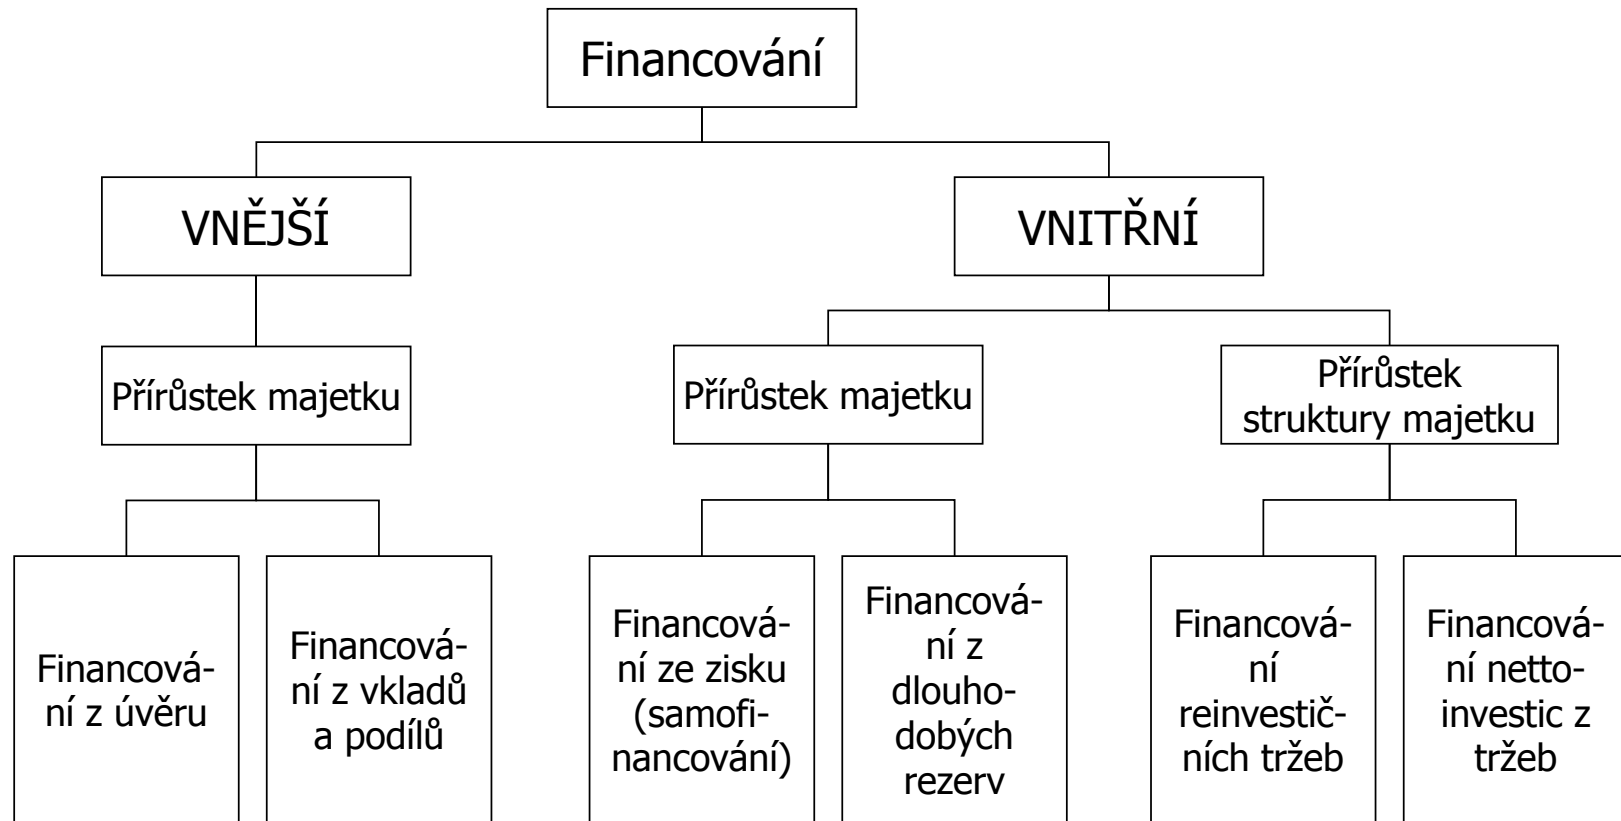 Financování
VNĚJŠÍ
VNITŘNÍ
Přírůstek majetku
Přírůstek majetku
Přírůstek
struktury majetku
Financová-
ní z úvěru
Financová-
ní z vkladů
a podílů
Financová-
ní ze zisku
(samofi-
nancování)
Financová-
ní z
dlouho-
dobých
rezerv
Financová-
ní
reinvestič-
ních tržeb
Financová-
ní netto-
investic z
tržeb